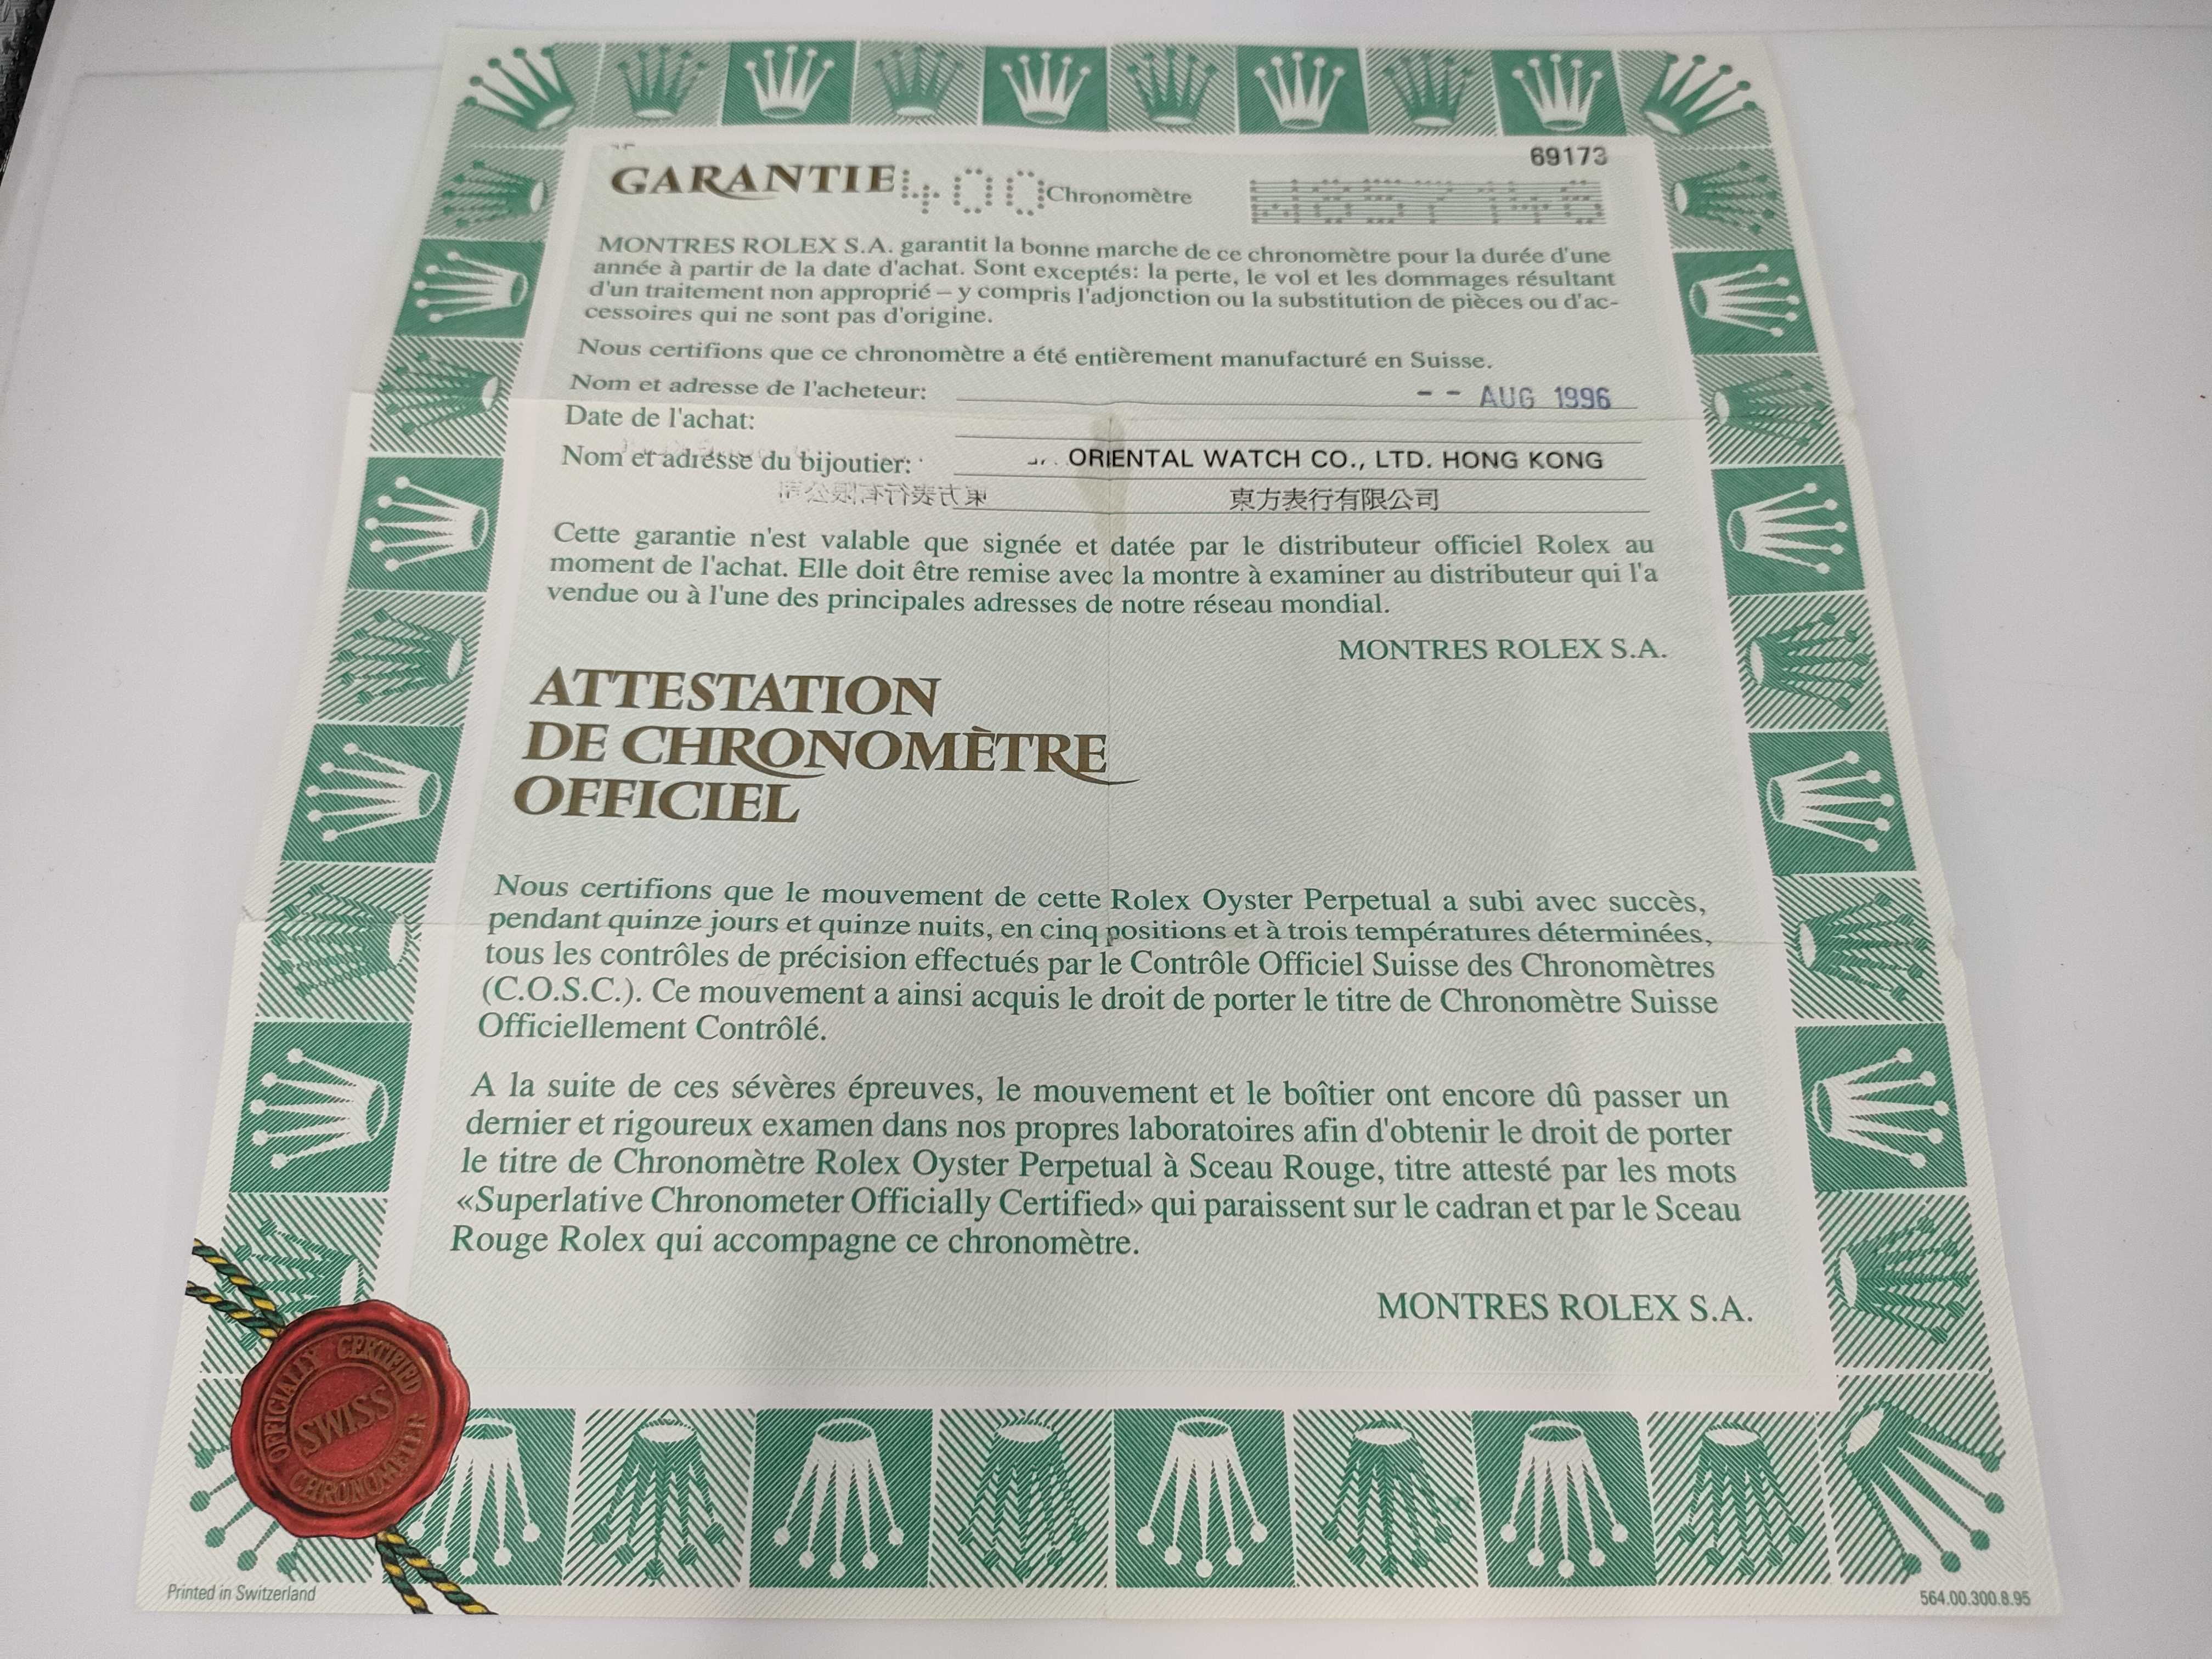 69173
GARANTIE 400 Chronomètre W857146
MONTRES ROLEX S.A. garantit la bonne marche de ce chronomètre pour la durée d'une
année à partir de la date d'achat. Sont exceptés: la perte, le vol et les dommages résultant
d'un traitement non approprié – y compris l'adjonction ou la substitution de pièces ou d'ac-
cessoires qui ne sont pas d'origine.
Nous certifions que ce chronomètre a été entièrement manufacturé en Suisse.
Nom et adresse de l'acheteur:
-- AUG 1996
Date de l'achat:
Nom et adresse du bijoutier: ORIENTAL WATCH CO., LTD. HONG KONG
東方表行有限公司
Cette garantie n'est valable que signée et datée par le distributeur officiel Rolex au
moment de l'achat. Elle doit être remise avec la montre à examiner au distributeur qui l'a
vendue ou à l'une des principales adresses de notre réseau mondial.
MONTRES ROLEX S.A.
ATTESTATION
DE CHRONOMÈTRE
OFFICIEL
Nous certifions que le mouvement de cette Rolex Oyster Perpetual a subi avec succès,
pendant quinze jours et quinze nuits, en cinq positions et à trois températures déterminées,
tous les contrôles de précision effectués par le Contrôle Officiel Suisse des Chronomètres
(C.O.S.C.). Ce mouvement a ainsi acquis le droit de porter le titre de Chronomètre Suisse
Officiellement Contrôlé.
A la suite de ces sévères épreuves, le mouvement et le boîtier ont encore dû passer un
dernier et rigoureux examen dans nos propres laboratoires afin d'obtenir le droit de porter
le titre de Chronomètre Rolex Oyster Perpetual à Sceau Rouge, titre attesté par les mots
«Superlative Chronometer Officially Certified» qui paraissent sur le cadran et par le Sceau
Rouge Rolex qui accompagne ce chronomètre.
MONTRES ROLEX S.A.
OFFICIALLY CERTIFIED
SWISS
CHRONOMETER
Printed in Switzerland
564.00.300.8.95